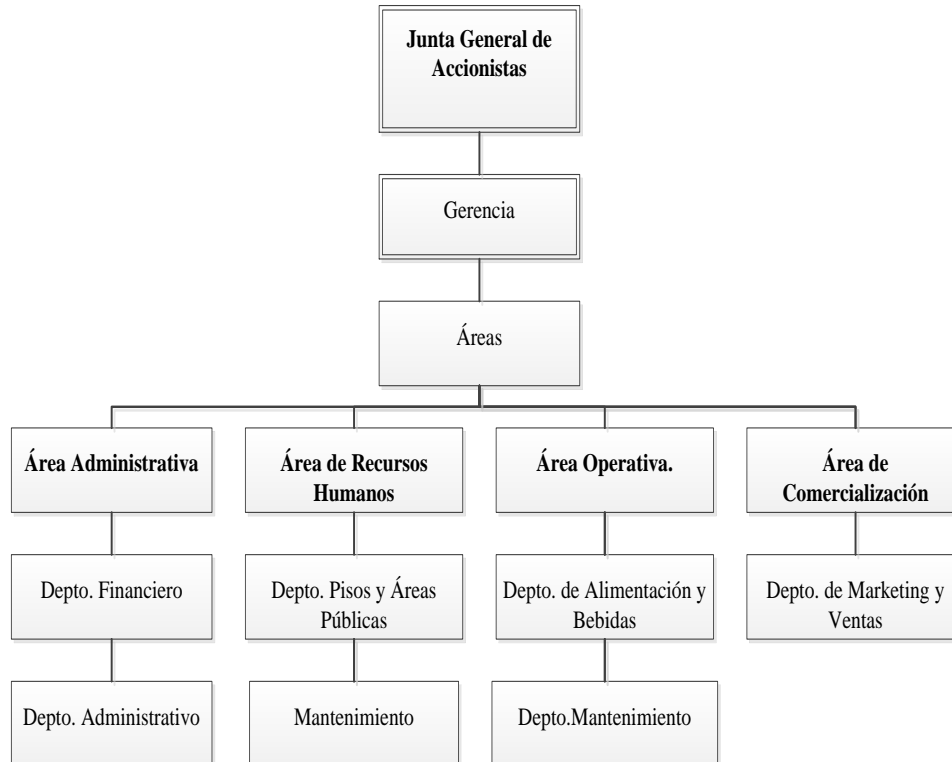 Junta General de
Accionistas
Gerencia
Áreas
Área Administrativa
Área de Recursos
Humanos
Área Operativa.
Área de
Comercialización
Depto. Financiero
Depto. Pisos y Áreas
Públicas
Depto. de Alimentación y
Bebidas
Depto. de Marketing y
Ventas
Depto. Administrativo
Mantenimiento
Depto.Mantenimiento